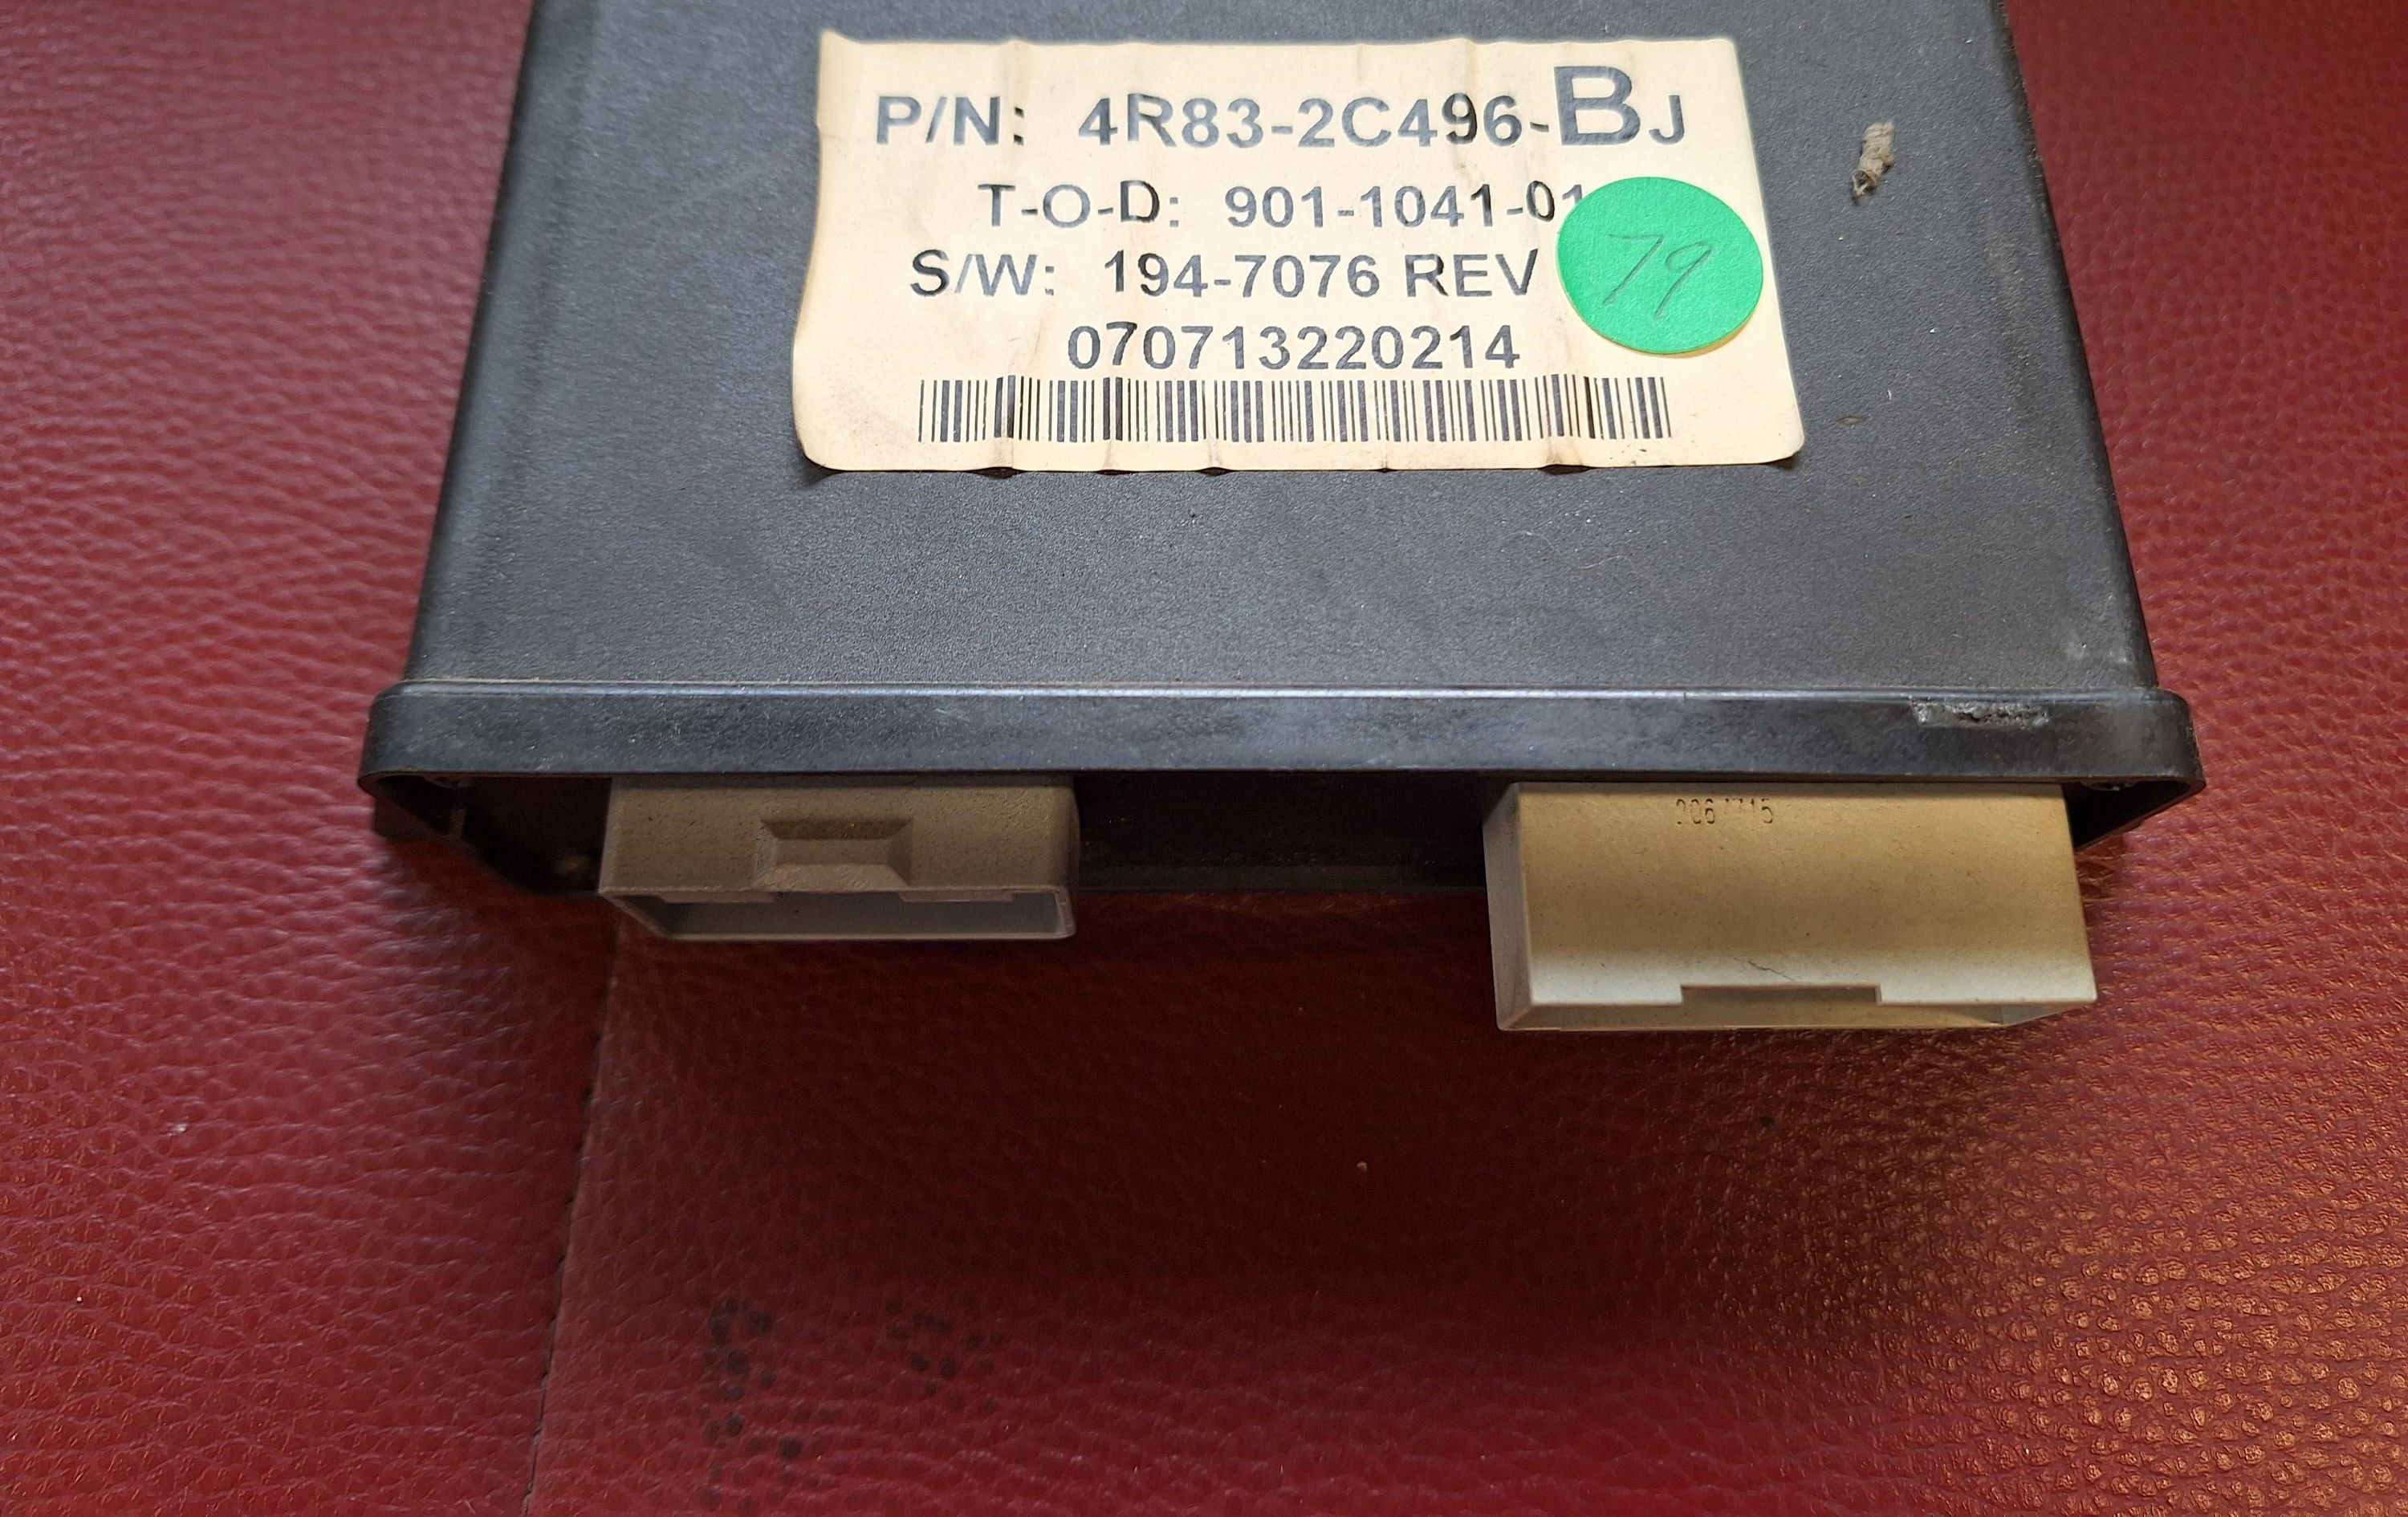 P/N: 4R83-2C496-BJ
T-O-D: 901-1041-01
S/W: 194-7076 REV
79
070713220214